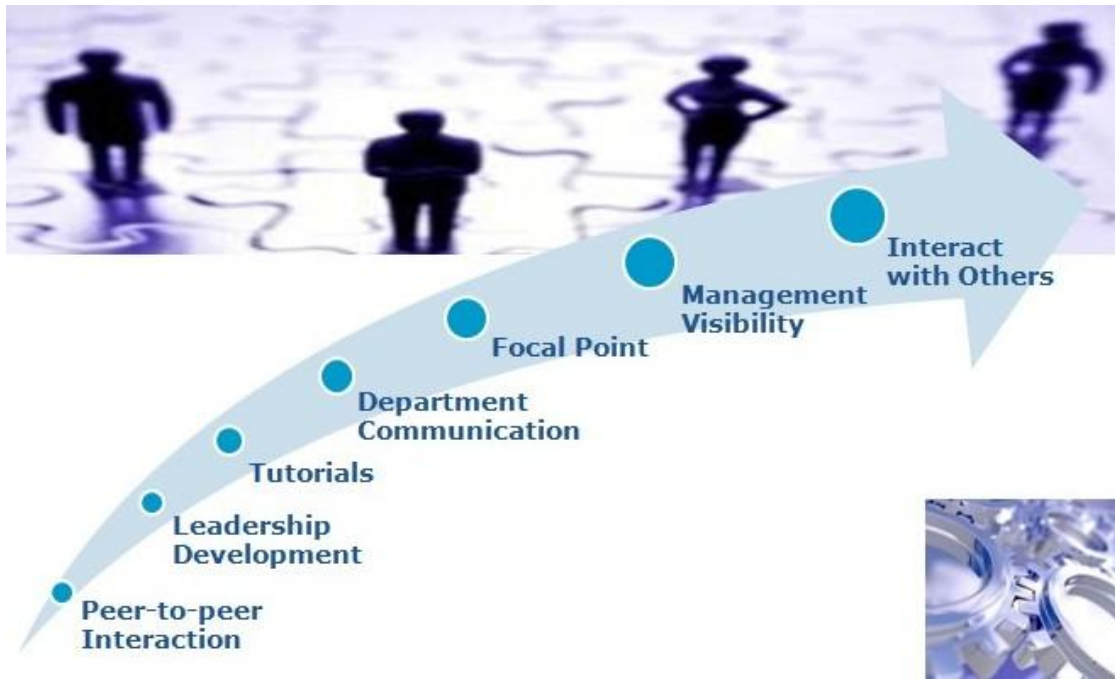 Interact
with Others
Management
Visibility
Focal Point
Department
Communication
Tutorials
Leadership
Development
Peer-to-peer
Interaction